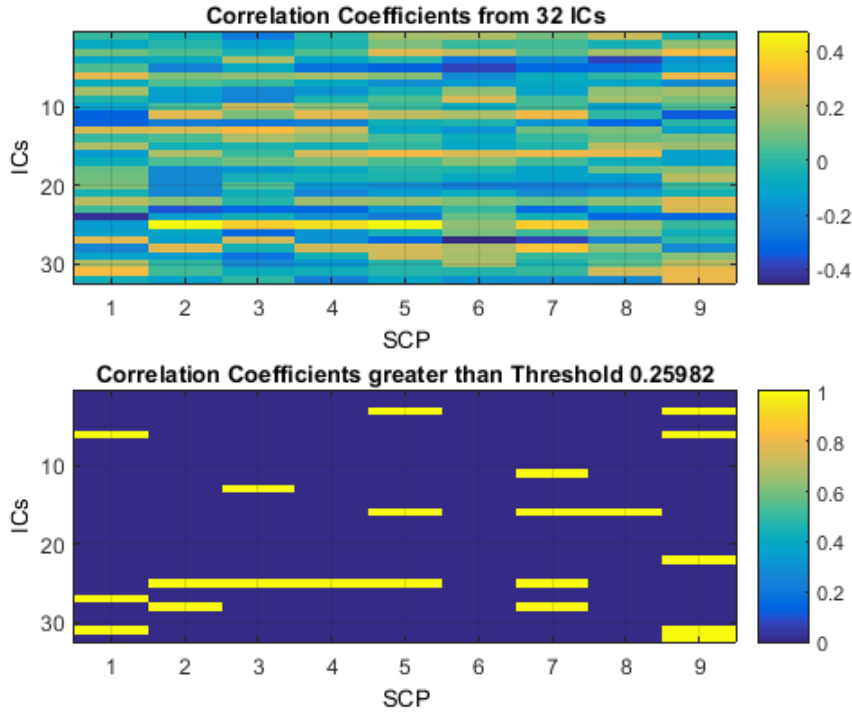 Correlation Coefficients from 32 ICs
ICs
10
20
30
1 2 3 4 5 6 7 8 9
SCP
0.4
0.2
0
-0.2
-0.4
Correlation Coefficients greater than Threshold 0.25982
ICs
10
20
30
1 2 3 4 5 6 7 8 9
SCP
1
0.8
0.6
0.4
0.2
0